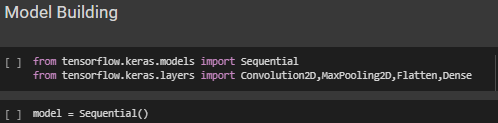 Model Building
[ ] from tensorflow.keras.models import Sequential
from tensorflow.keras.layers import Convolution2D,MaxPooling2D,Flatten,Dense
[ ] model = Sequential()